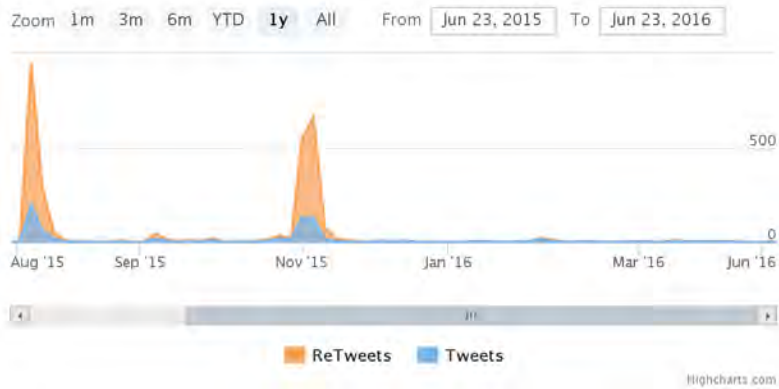 Zoom 1m 3m 6m YTD 1y All From Jun 23, 2015 To Jun 23, 2016
500
0
Aug '15 Sep '15 Nov '15 Jan '16 Mar '16 Jun '16
ReTweets Tweets
Highcharts.com